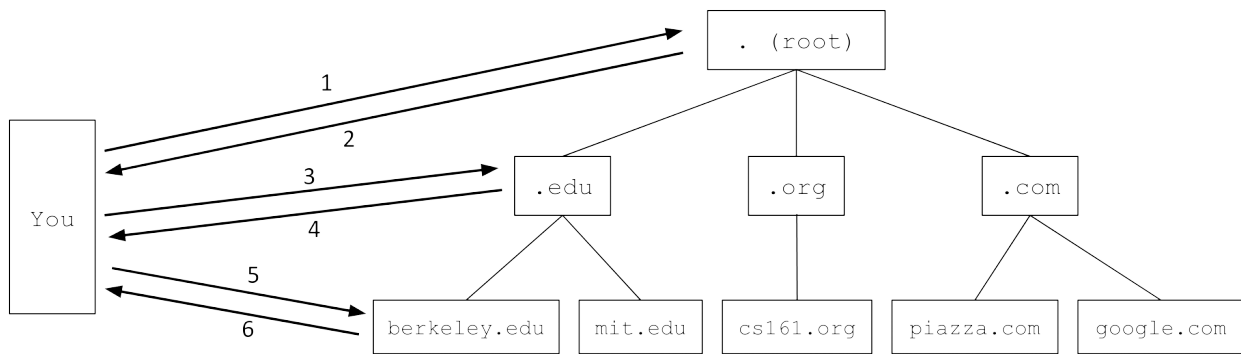 . (root)
1
2
You
3
4
.edu
.org
.com
5
6
berkeley.edu
mit.edu
cs161.org
piazza.com
google.com